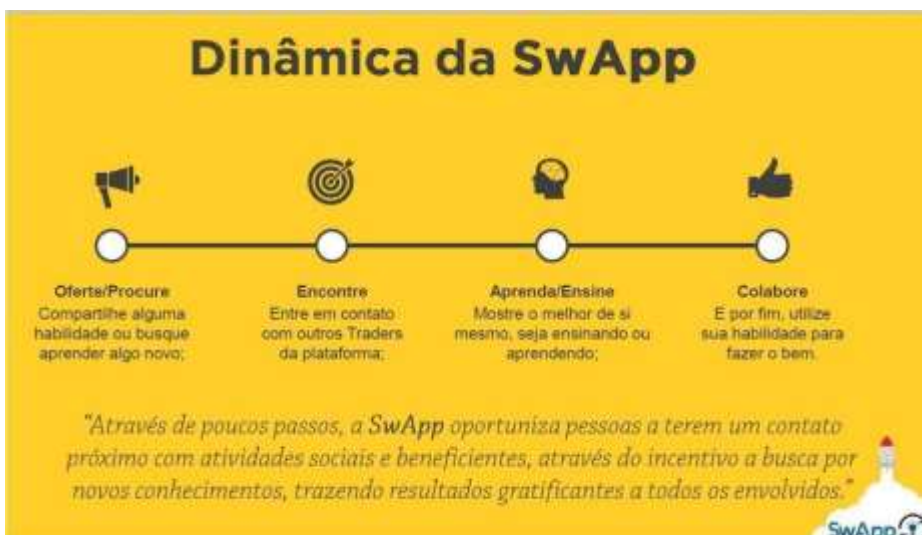 Dinâmica da SwApp
Oferte/Procure
Compartilhe alguma
habilidade ou busque
aprender algo novo;
Encontre
Entre em contato
com outros Traders
da plataforma;
Aprenda/Ensine
Mostre o melhor de si
mesmo, seja ensinando ou
aprendendo;
Colabore
E por fim, utilize
sua habilidade para
fazer o bem.
"Através de poucos passos, a SwApp oportuniza pessoas a terem um contato
próximo com atividades sociais e beneficientes, através do incentivo a busca por
novos conhecimentos, trazendo resultados gratificantes a todos os envolvidos."
SwApp